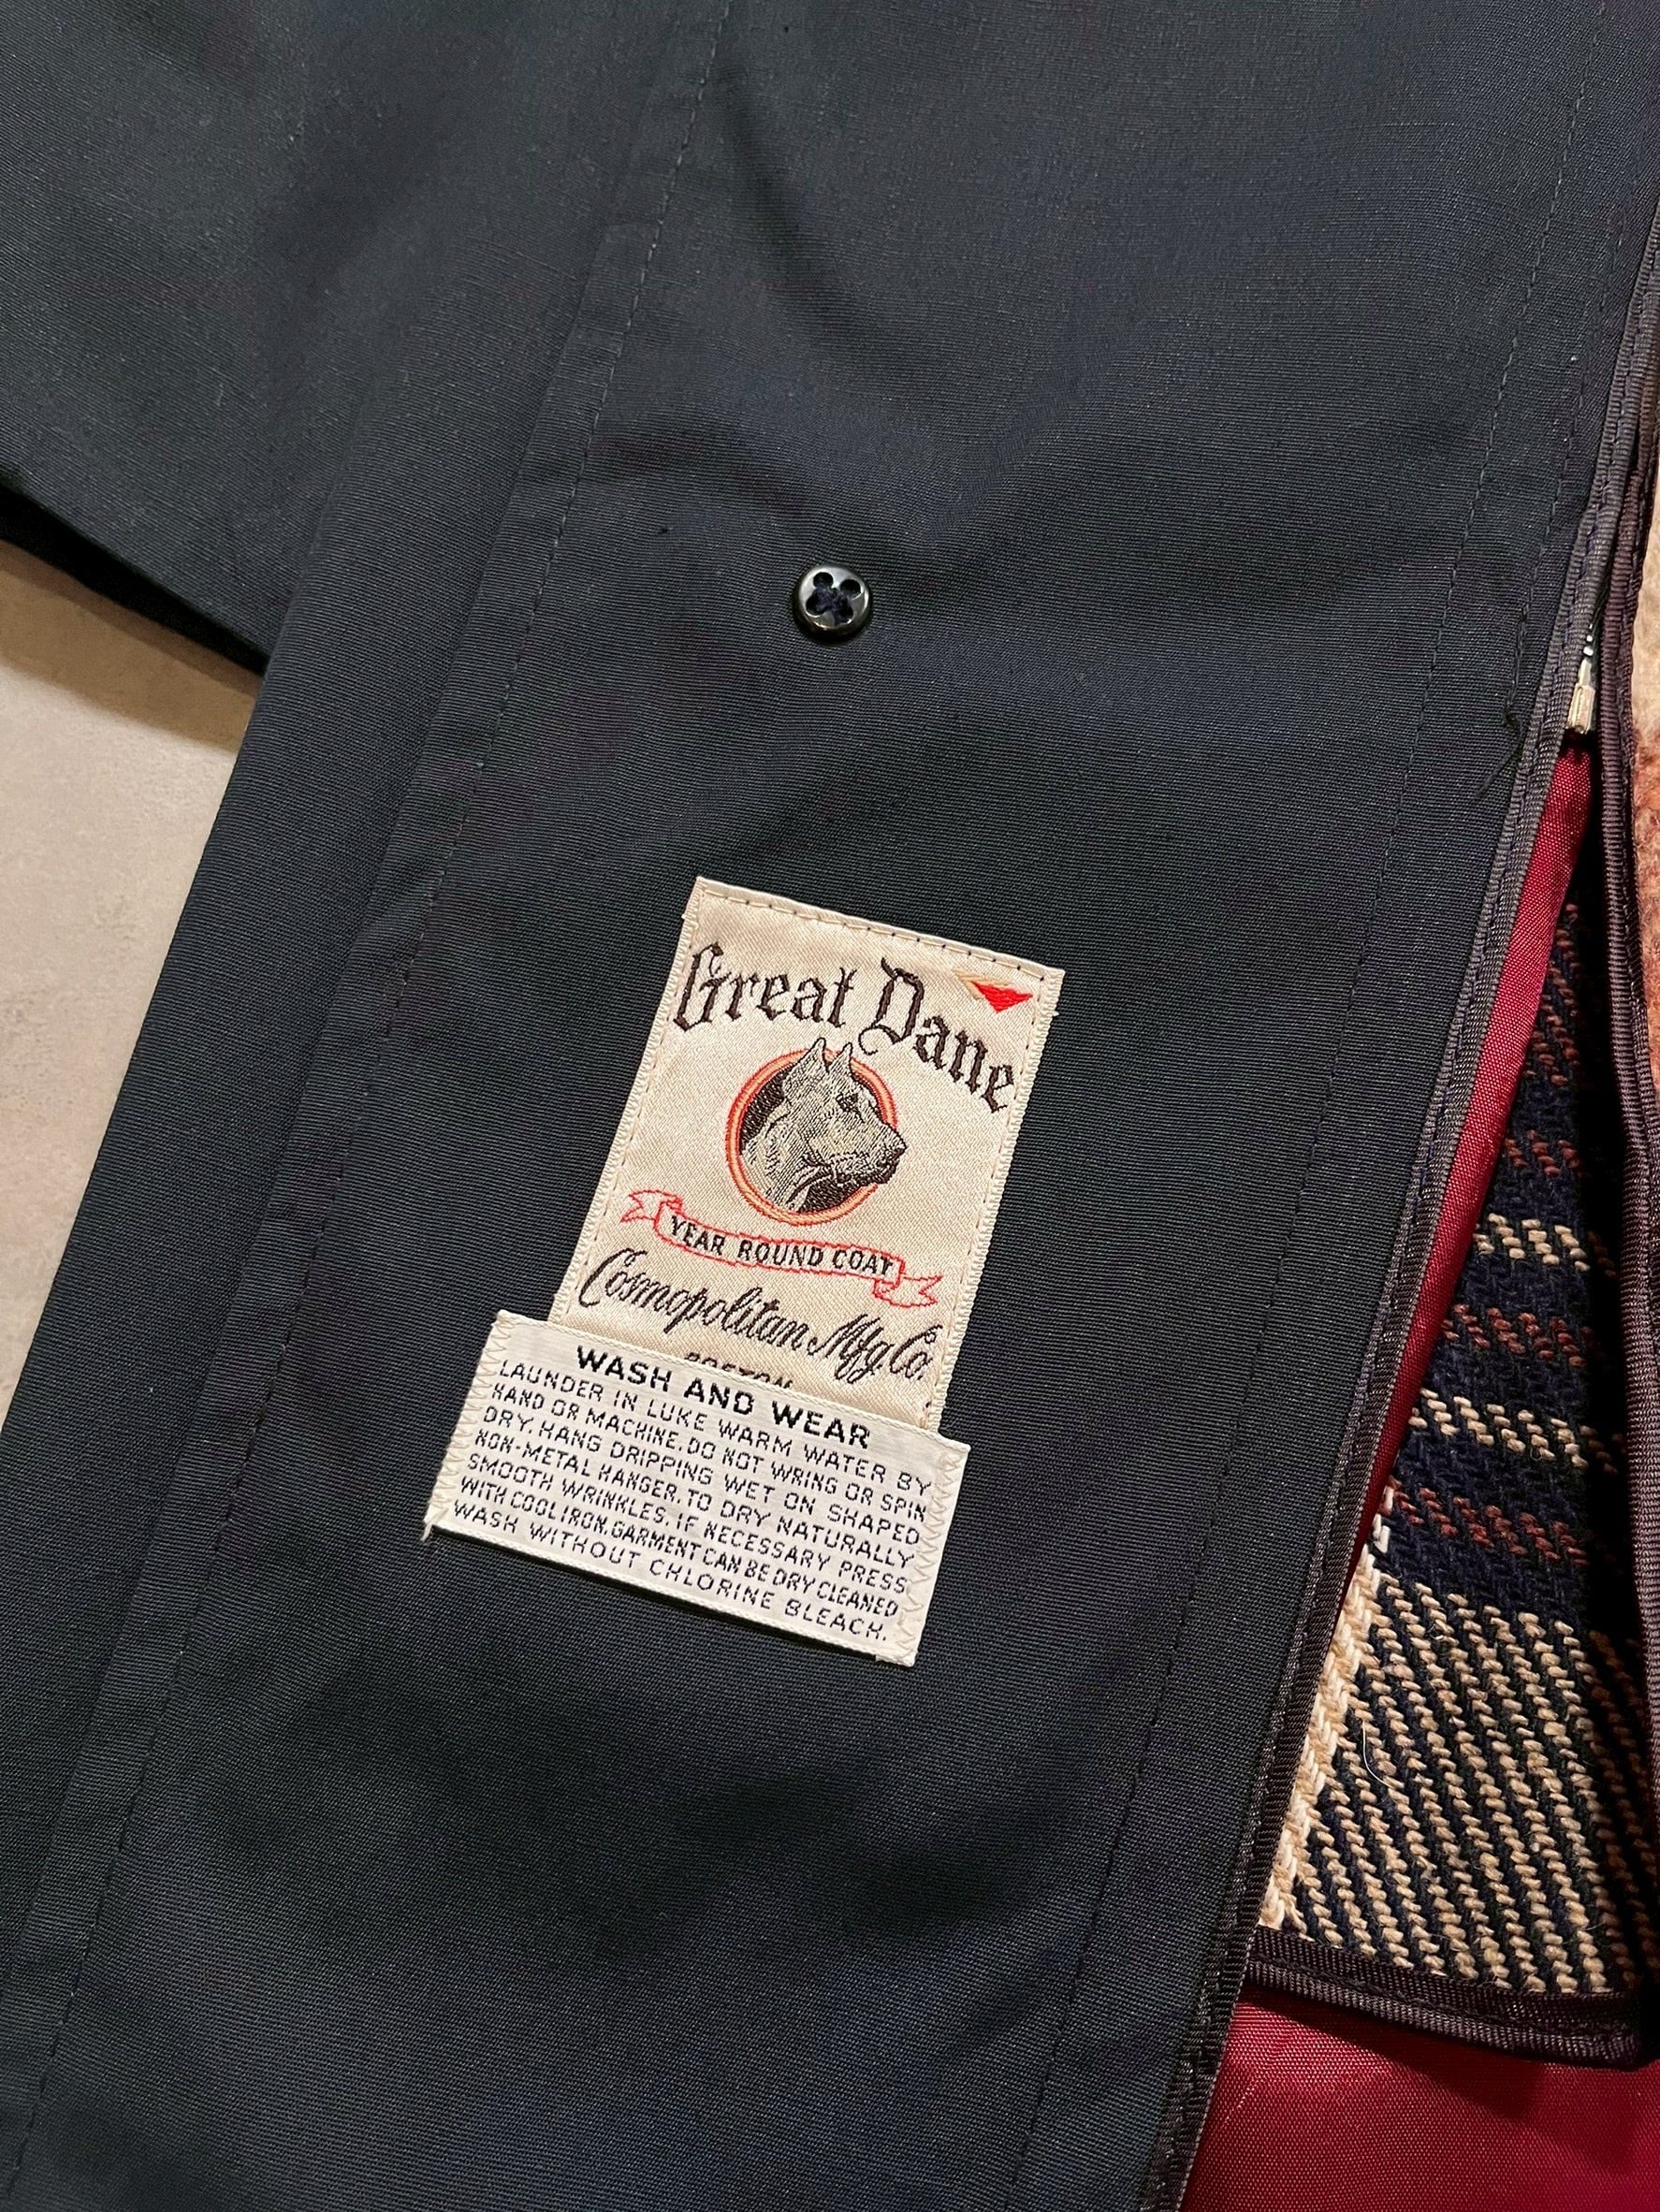 Great Dane
YEAR ROUND COAT
Cosmopolitan Mfg. Co.
BOSTON
WASH AND WEAR
LAUNDER IN LUKE WARM WATER BY
HAND OR MACHINE. DO NOT WRING OR SPIN
DRY. HANG DRIPPING WET ON SHAPED
NON-METAL HANGER. TO DRY NATURALLY
SMOOTH WRINKLES. IF NECESSARY PRESS
WITH COOL IRON. GARMENT CAN BE DRY CLEANED
WASH WITHOUT CHLORINE BLEACH.